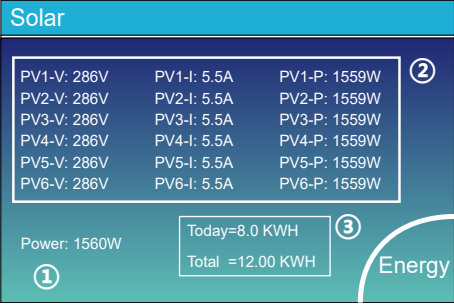 Solar
PV1-V: 286V PV1-I: 5.5A PV1-P: 1559W
②
PV2-V: 286V PV2-I: 5.5A PV2-P: 1559W
PV3-V: 286V PV3-I: 5.5A PV3-P: 1559W
PV4-V: 286V PV4-I: 5.5A PV4-P: 1559W
PV5-V: 286V PV5-I: 5.5A PV5-P: 1559W
PV6-V: 286V PV6-I: 5.5A PV6-P: 1559W
Power: 1560W
①
Today=8.0 KWH
Total =12.00 KWH
③
Energy